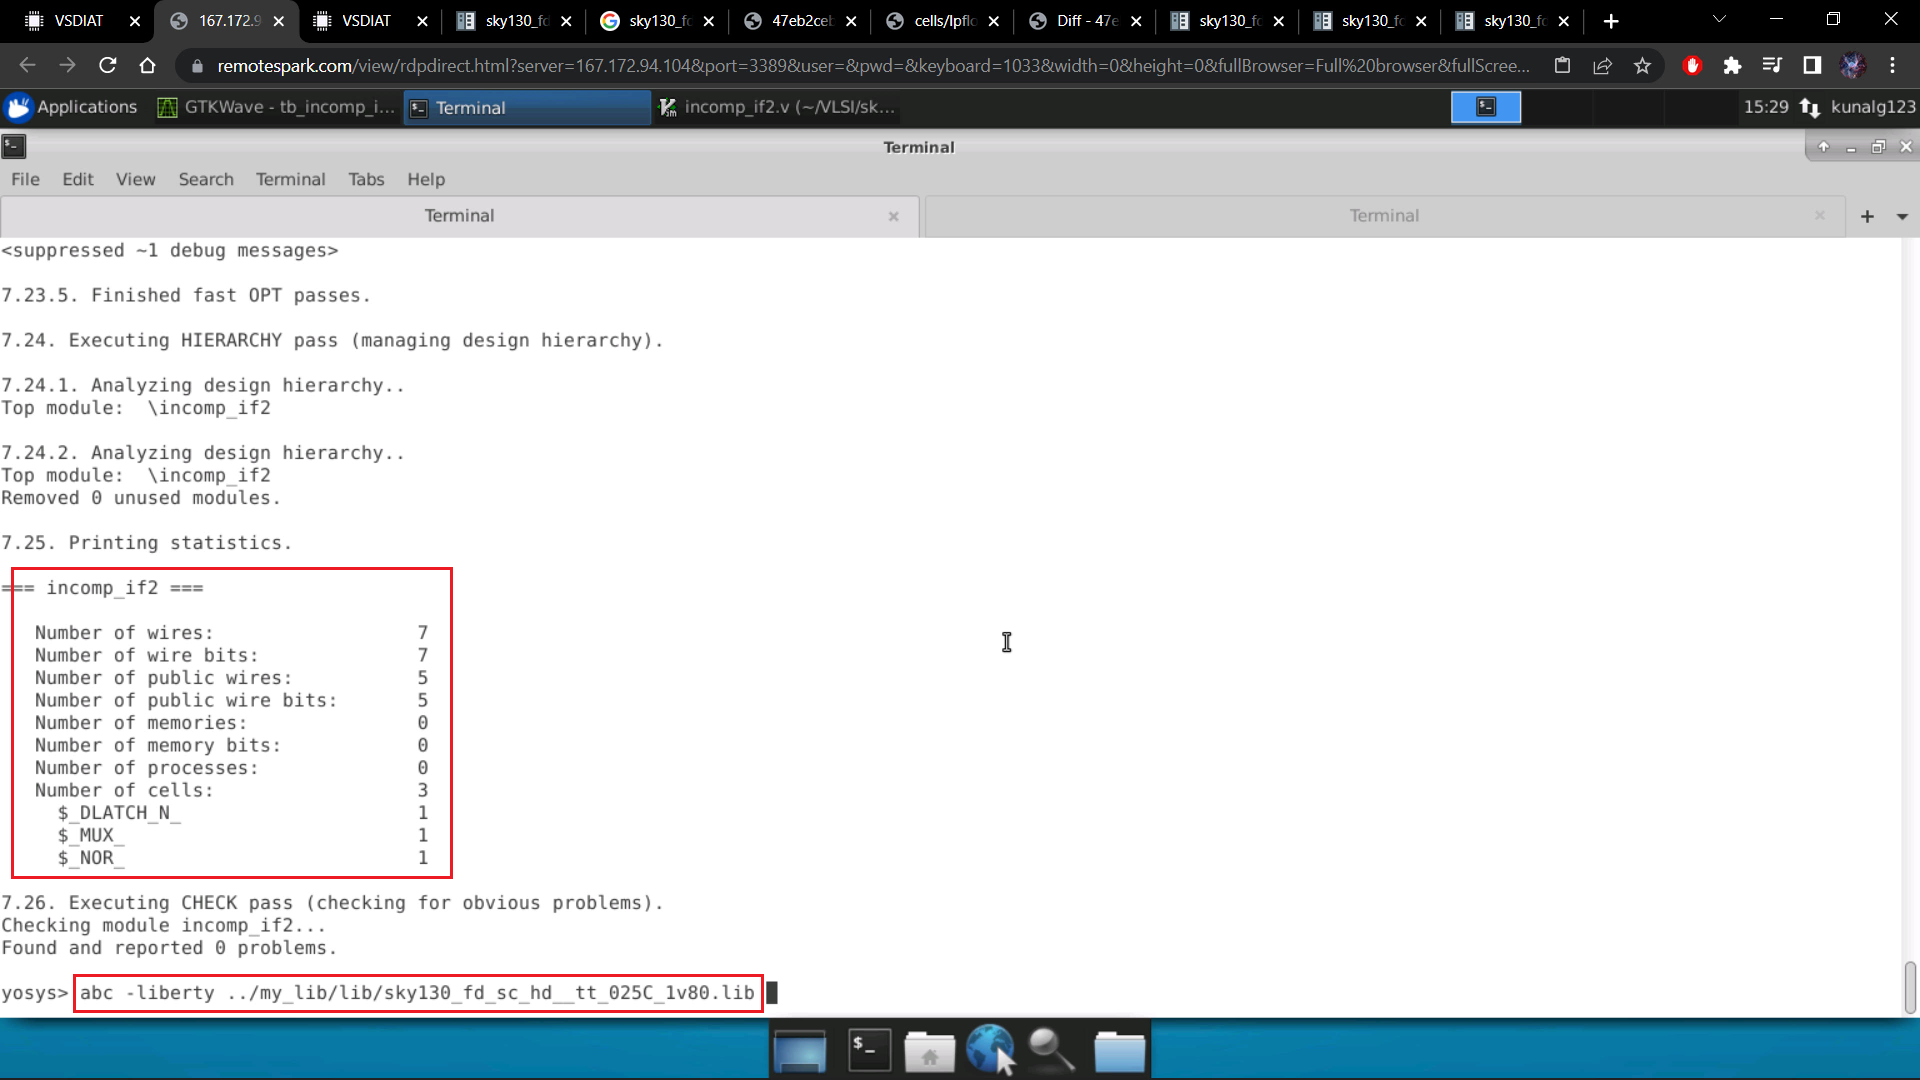 VSDIAT
167.172.9
VSDIAT
sky130_fd
sky130_fd
47eb2ceb
cells/lpflo
Diff - 47e
sky130_fd
sky130_fd
sky130_fd
remotespark.com/view/rdpdirect.html?server=167.172.94.104&port=3389&user=&pwd=&keyboard=1033&width=0&height=0&fullBrowser=Full%20browser&fullScree...
Applications
GTKWave - tb_incomp_i...
Terminal
incomp_if2.v (~/VLSI/sk...
15:29
kunalg123
Terminal
File Edit View Search Terminal Tabs Help
Terminal
Terminal
<suppressed ~1 debug messages>
7.23.5. Finished fast OPT passes.
7.24. Executing HIERARCHY pass (managing design hierarchy).
7.24.1. Analyzing design hierarchy..
Top module:  \incomp_if2
7.24.2. Analyzing design hierarchy..
Top module:  \incomp_if2
Removed 0 unused modules.
7.25. Printing statistics.
=== incomp_if2 ===
Number of wires: 7
Number of wire bits: 7
Number of public wires: 5
Number of public wire bits: 5
Number of memories: 0
Number of memory bits: 0
Number of processes: 0
Number of cells: 3
$_DLATCH_N_ 1
$_MUX_ 1
$_NOR_ 1
7.26. Executing CHECK pass (checking for obvious problems).
Checking module incomp_if2...
Found and reported 0 problems.
yosys> abc -liberty ../my_lib/lib/sky130_fd_sc_hd__tt_025C_1v80.lib